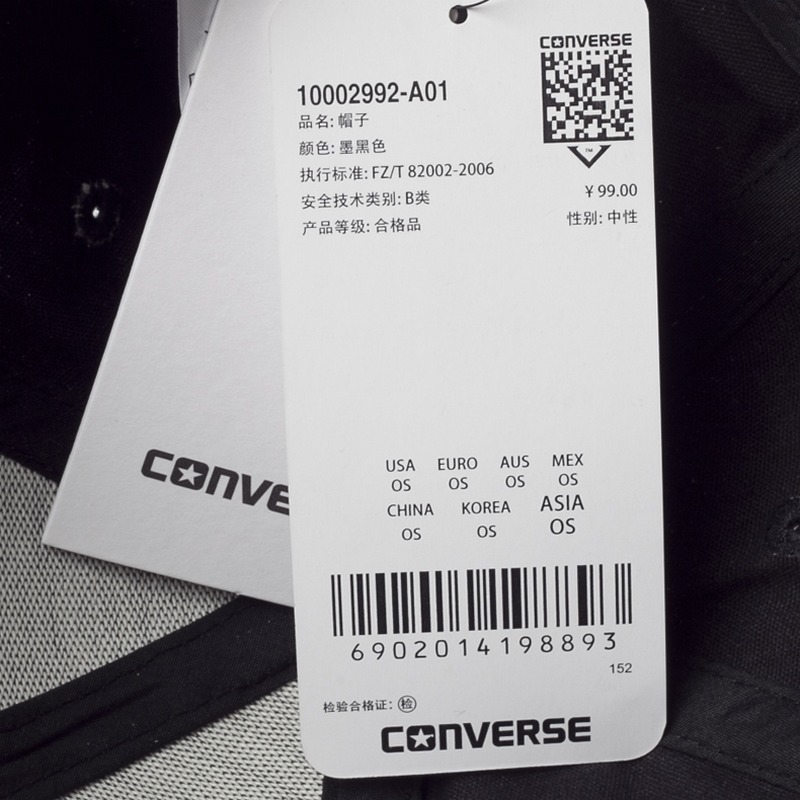 CONVERSE
10002992-A01
品名: 帽子
颜色: 墨黑色
执行标准: FZ/T 82002-2006
安全技术类别: B类
产品等级: 合格品
TM
¥ 99.00
性别: 中性
CONVE
USA EURO AUS MEX
OS OS OS OS
CHINA KOREA ASIA
OS OS OS
6902014198893
152
检验合格证: 检
CONVERSE